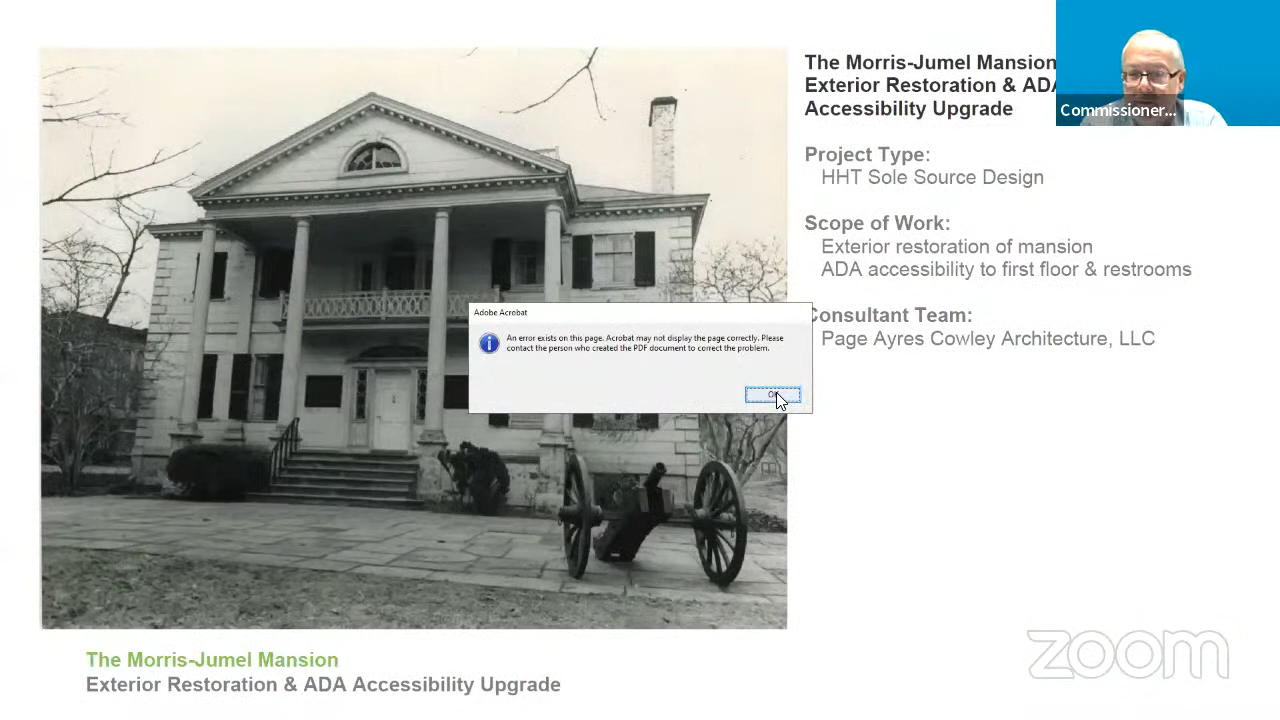 The Morris-Jumel Mansion
Exterior Restoration & ADA
Accessibility Upgrade
Commissioner...
Project Type:
HHT Sole Source Design
Scope of Work:
Exterior restoration of mansion
ADA accessibility to first floor & restrooms
Consultant Team:
Page Ayres Cowley Architecture, LLC
Adobe Acrobat
An error exists on this page. Acrobat may not display the page correctly. Please
contact the person who created the PDF document to correct the problem.
OK
The Morris-Jumel Mansion
Exterior Restoration & ADA Accessibility Upgrade
zoom